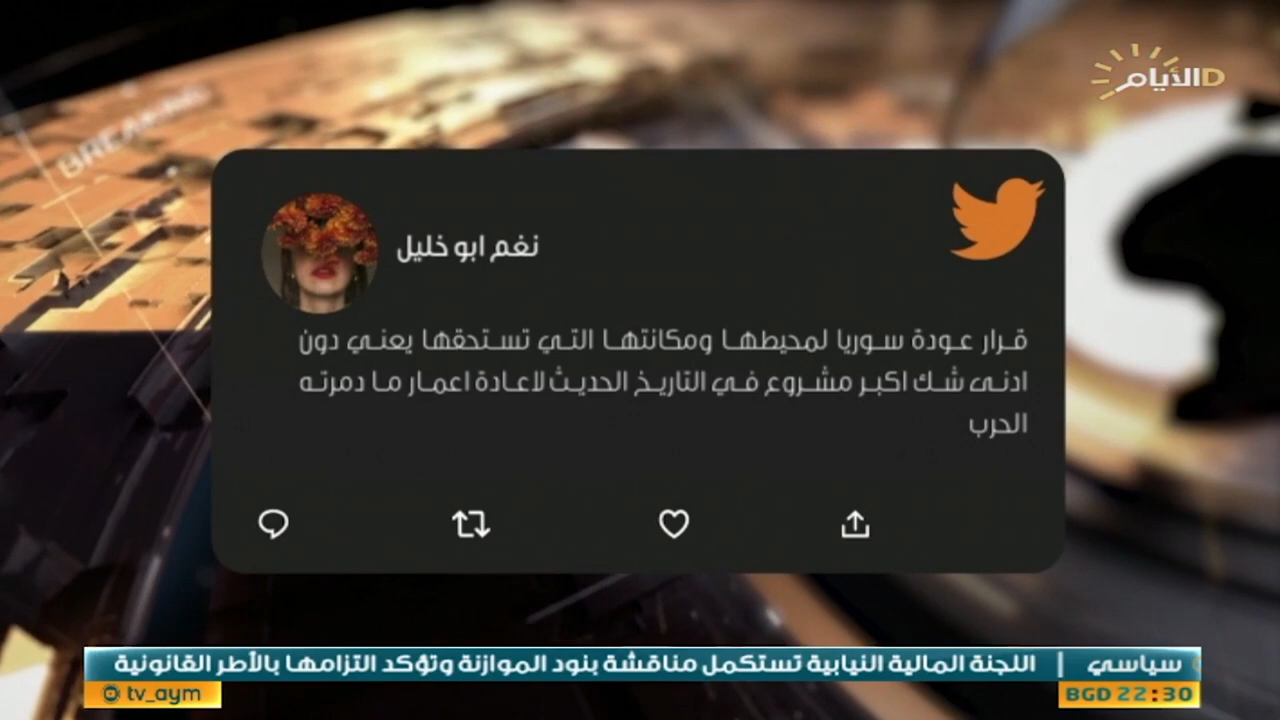 الأيام
BREAKING
نغم ابو خليل
قرار عودة سوريا لمحيطها ومكانتها التي تستحقها يعني دون
ادنى شك اكبر مشروع في التاريخ الحديث لاعادة اعمار ما دمرته
الحرب
سياسي | اللجنة المالية النيابية تستكمل مناقشة بنود الموازنة وتؤكد التزامها بالأطر القانونية
tv_aym
BGD 22:30